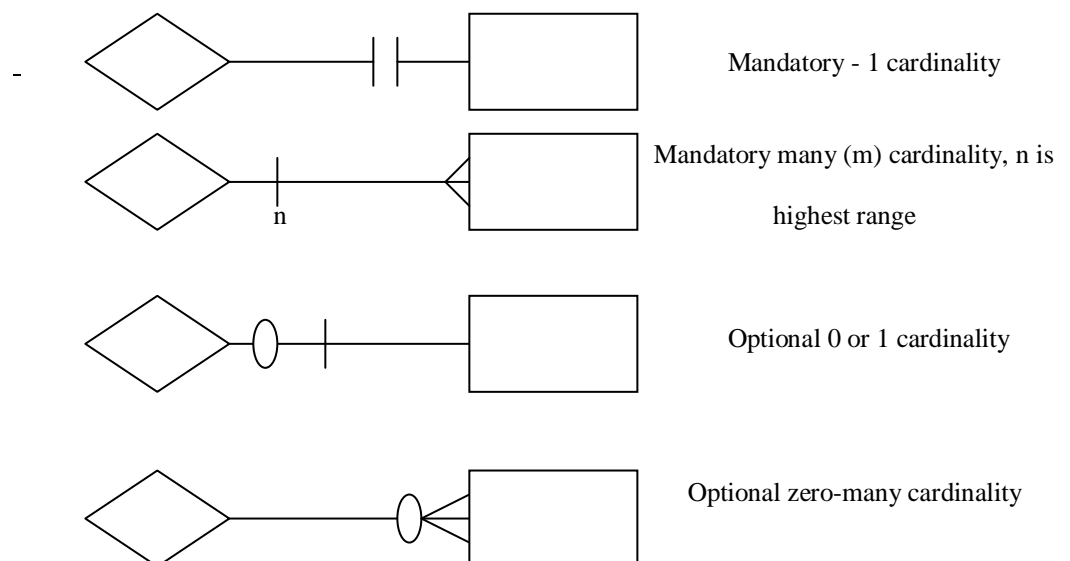 Mandatory - 1 cardinality
Mandatory many (m) cardinality, n is
highest range
n
Optional 0 or 1 cardinality
Optional zero-many cardinality